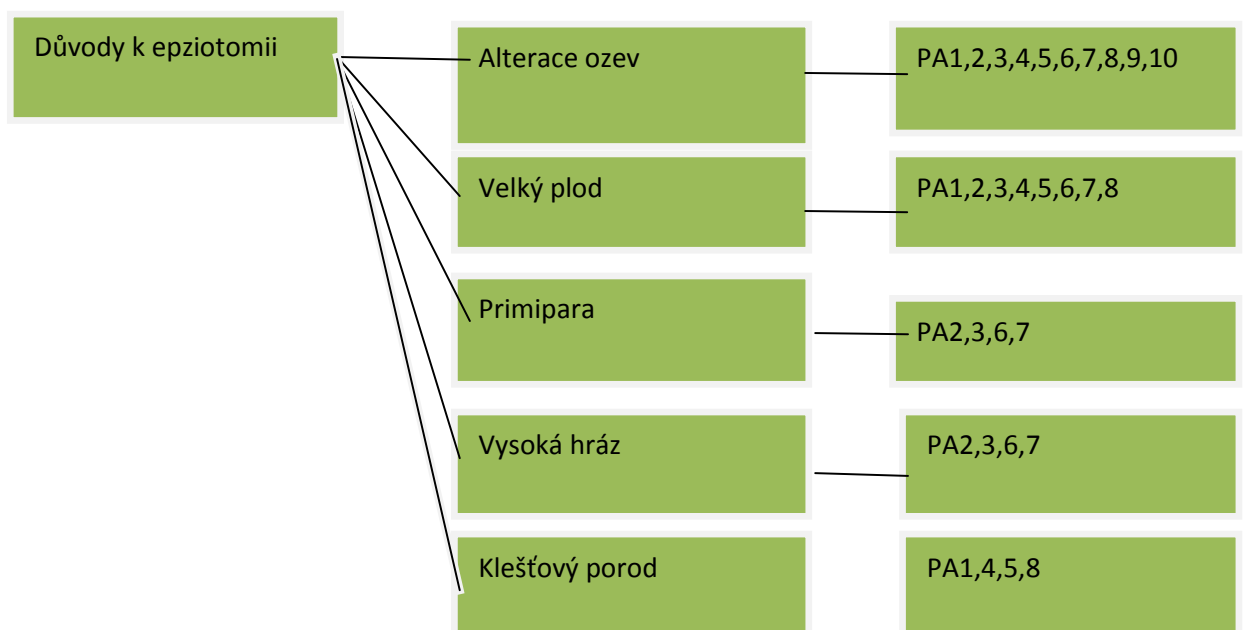 Důvody k epziotomii
Alterace ozev
PA1,2,3,4,5,6,7,8,9,10
Velký plod
PA1,2,3,4,5,6,7,8
Primipara
PA2,3,6,7
Vysoká hráz
PA2,3,6,7
Klešťový porod
PA1,4,5,8